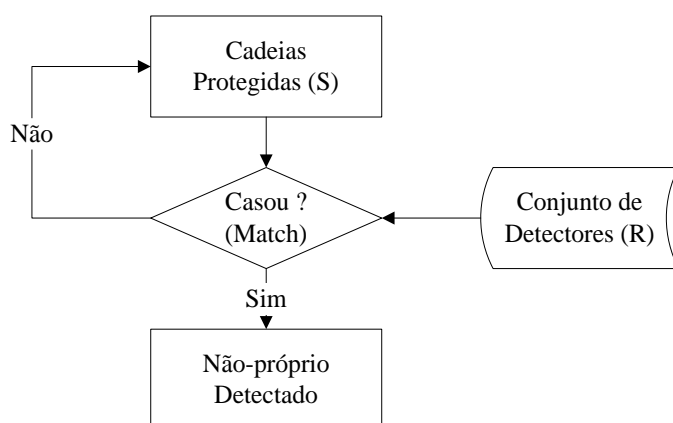 Cadeias
Protegidas (S)
Não
Casou ?
(Match)
Conjunto de
Detectores (R)
Sim
Não-próprio
Detectado